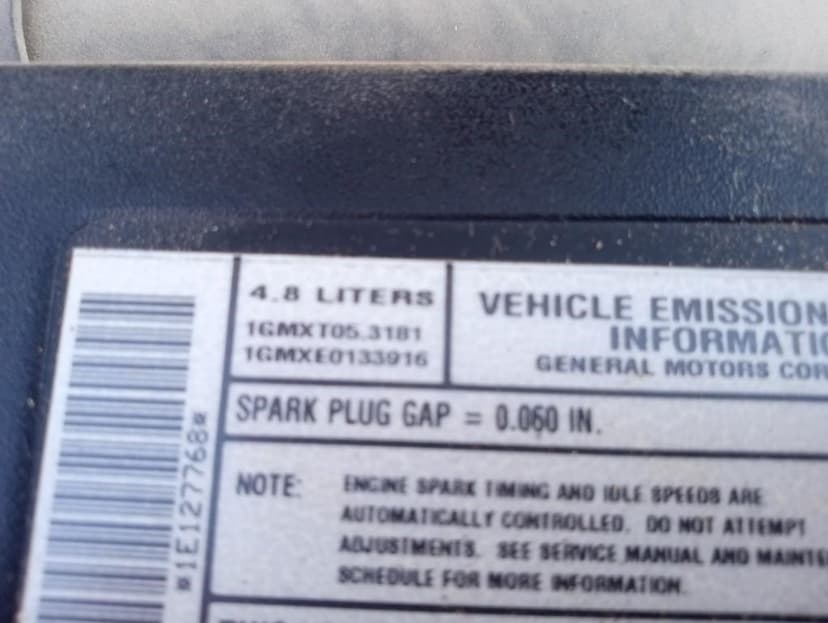 4.8 LITERS
1GMXT05.3181
1GMXE0133916
VEHICLE EMISSION
INFORMATIO
GENERAL MOTORS COR
SPARK PLUG GAP = 0.060 IN.
NOTE: ENGINE SPARK TIMING AND IDLE SPEEDS ARE
AUTOMATICALLY CONTROLLED. DO NOT ATTEMPT
ADJUSTMENTS. SEE SERVICE MANUAL AND MAINTE
SCHEDULE FOR MORE INFORMATION.
*1E127768*